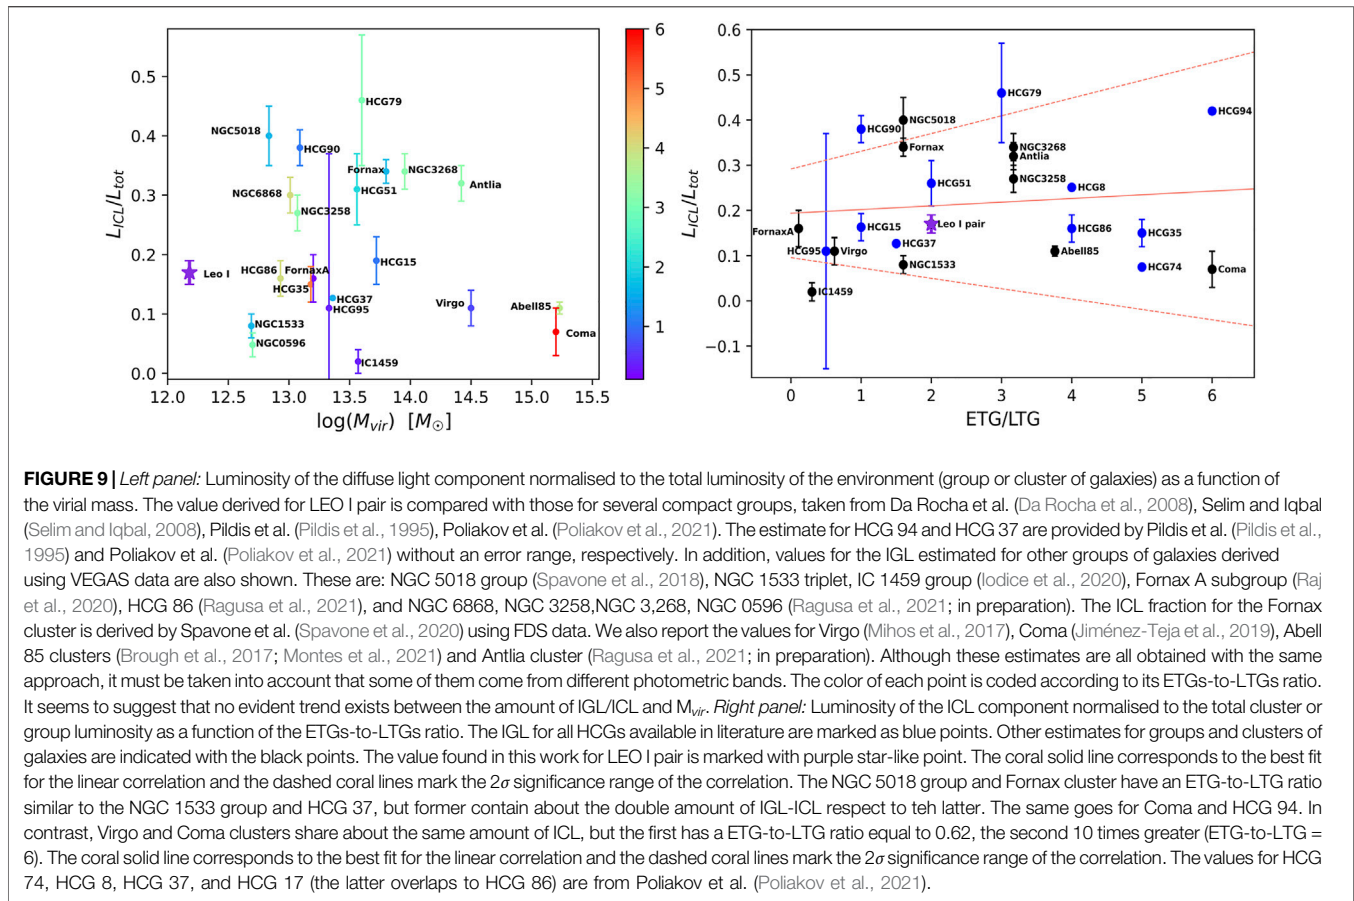 0.5
0.4
0.3
0.2
0.1
0.0
L_ICL/L_tot
HCG79
NGC5018
HCG90
Fornax
NGC3268
HCG51
Antlia
NGC6868
NGC3258
HCG15
Leo I
HCG86
FornaxA
HCG35
HCG37
HCG95
Virgo
Abell85
NGC1533
Coma
NGC0596
IC1459
12.0 12.5 13.0 13.5 14.0 14.5 15.0 15.5
log(M_vir) [M_⊙]
6
5
4
3
2
1
0.6
0.5
0.4
0.3
0.2
0.1
0.0
−0.1
L_ICL/L_tot
HCG79
HCG94
NGC5018
HCG90
Fornax
NGC3268
Antlia
NGC3258
HCG51
HCG8
Leo I pair
HCG15
FornaxA
HCG86
HCG35
HCG37
HCG95
Virgo
Abell85
NGC1533
HCG74
Coma
IC1459
0 1 2 3 4 5 6
ETG/LTG
FIGURE 9 | Left panel: Luminosity of the diffuse light component normalised to the total luminosity of the environment (group or cluster of galaxies) as a function of
the virial mass. The value derived for LEO I pair is compared with those for several compact groups, taken from Da Rocha et al. (Da Rocha et al., 2008), Selim and Iqbal
(Selim and Iqbal, 2008), Pildis et al. (Pildis et al., 1995), Poliakov et al. (Poliakov et al., 2021). The estimate for HCG 94 and HCG 37 are provided by Pildis et al. (Pildis et al.,
1995) and Poliakov et al. (Poliakov et al., 2021) without an error range, respectively. In addition, values for the IGL estimated for other groups of galaxies derived
using VEGAS data are also shown. These are: NGC 5018 group (Spavone et al., 2018), NGC 1533 triplet, IC 1459 group (Iodice et al., 2020), Fornax A subgroup (Raj
et al., 2020), HCG 86 (Ragusa et al., 2021), and NGC 6868, NGC 3258,NGC 3,268, NGC 0596 (Ragusa et al., 2021; in preparation). The ICL fraction for the Fornax
cluster is derived by Spavone et al. (Spavone et al., 2020) using FDS data. We also report the values for Virgo (Mihos et al., 2017), Coma (Jiménez-Teja et al., 2019), Abell
85 clusters (Brough et al., 2017; Montes et al., 2021) and Antlia cluster (Ragusa et al., 2021; in preparation). Although these estimates are all obtained with the same
approach, it must be taken into account that some of them come from different photometric bands. The color of each point is coded according to its ETGs-to-LTGs ratio.
It seems to suggest that no evident trend exists between the amount of IGL/ICL and M_vir. Right panel: Luminosity of the ICL component normalised to the total cluster or
group luminosity as a function of the ETGs-to-LTGs ratio. The IGL for all HCGs available in literature are marked as blue points. Other estimates for groups and clusters of
galaxies are indicated with the black points. The value found in this work for LEO I pair is marked with purple star-like point. The coral solid line corresponds to the best fit
for the linear correlation and the dashed coral lines mark the 2σ significance range of the correlation. The NGC 5018 group and Fornax cluster have an ETG-to-LTG ratio
similar to the NGC 1533 group and HCG 37, but former contain about the double amount of IGL-ICL respect to teh latter. The same goes for Coma and HCG 94. In
contrast, Virgo and Coma clusters share about the same amount of ICL, but the first has a ETG-to-LTG ratio equal to 0.62, the second 10 times greater (ETG-to-LTG =
6). The coral solid line corresponds to the best fit for the linear correlation and the dashed coral lines mark the 2σ significance range of the correlation. The values for HCG
74, HCG 8, HCG 37, and HCG 17 (the latter overlaps to HCG 86) are from Poliakov et al. (Poliakov et al., 2021).